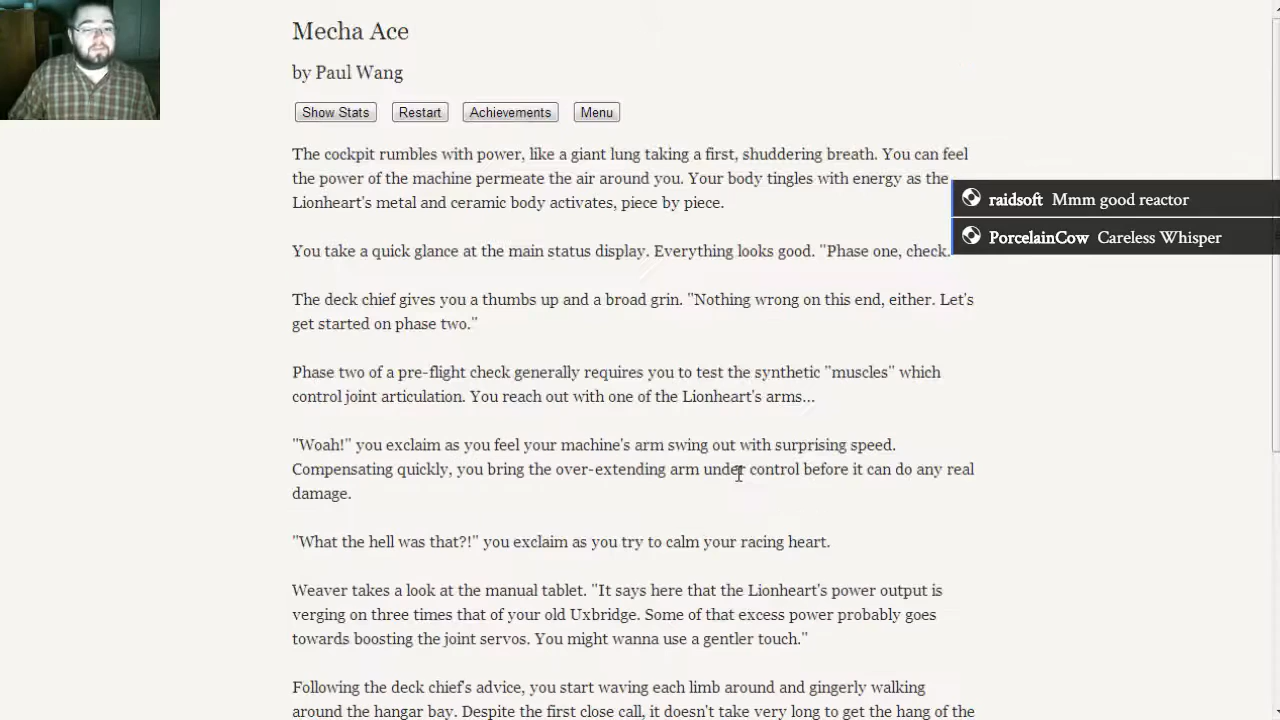 Mecha Ace
by Paul Wang
Show Stats Restart Achievements Menu
The cockpit rumbles with power, like a giant lung taking a first, shuddering breath. You can feel
the power of the machine permeate the air around you. Your body tingles with energy as the
Lionheart's metal and ceramic body activates, piece by piece.
raidsoft Mmm good reactor
PorcelainCow Careless Whisper
You take a quick glance at the main status display. Everything looks good. "Phase one, check.
The deck chief gives you a thumbs up and a broad grin. "Nothing wrong on this end, either. Let's
get started on phase two."
Phase two of a pre-flight check generally requires you to test the synthetic "muscles" which
control joint articulation. You reach out with one of the Lionheart's arms...
"Woah!" you exclaim as you feel your machine's arm swing out with surprising speed.
Compensating quickly, you bring the over-extending arm under control before it can do any real
damage.
"What the hell was that?!" you exclaim as you try to calm your racing heart.
Weaver takes a look at the manual tablet. "It says here that the Lionheart's power output is
verging on three times that of your old Uxbridge. Some of that excess power probably goes
towards boosting the joint servos. You might wanna use a gentler touch."
Following the deck chief's advice, you start waving each limb around and gingerly walking
around the hangar bay. Despite the first close call, it doesn't take very long to get the hang of the